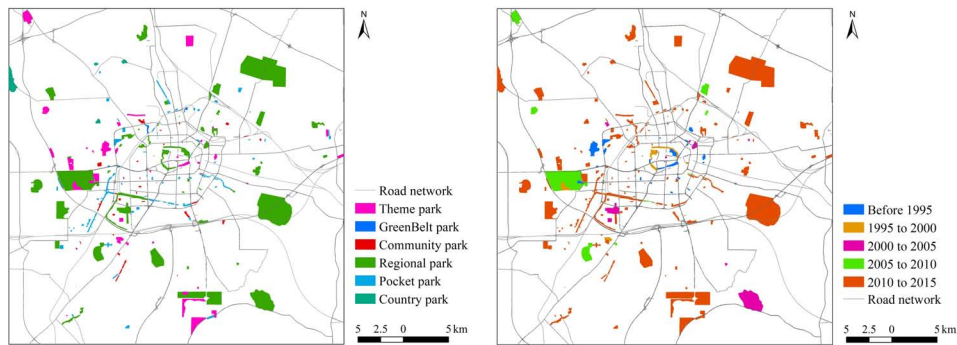 N
Road network
Theme park
GreenBelt park
Community park
Regional park
Pocket park
Country park
5 2.5 0 5 km
N
Before 1995
1995 to 2000
2000 to 2005
2005 to 2010
2010 to 2015
Road network
5 2.5 0 5 km